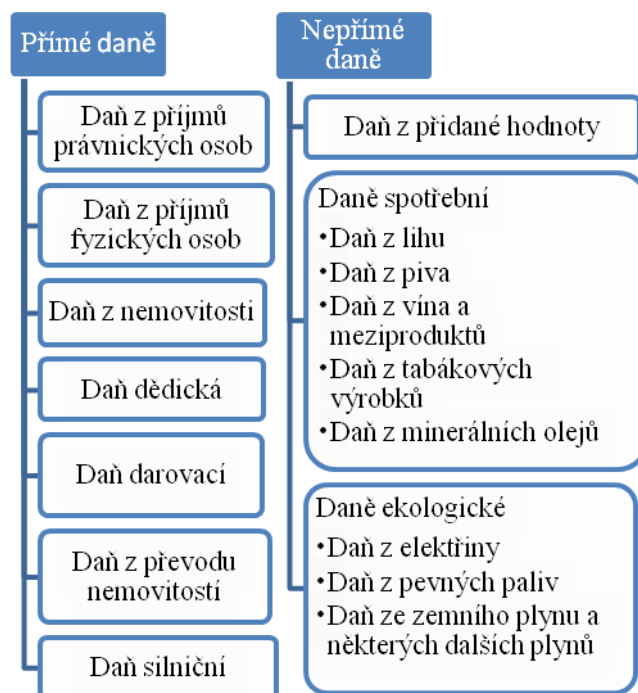 Přímé daně
Daň z příjmů
právnických osob
Daň z příjmů
fyzických osob
Daň z nemovitosti
Daň dědická
Daň darovací
Daň z převodu
nemovitostí
Daň silniční
Nepřímé
daně
Daň z přidané hodnoty
Daně spotřební
•Daň z lihu
•Daň z piva
•Daň z vína a
meziproduktů
•Daň z tabákových
výrobků
•Daň z minerálních olejů
Daně ekologické
•Daň z elektřiny
•Daň z pevných paliv
•Daň ze zemního plynu a
některých dalších plynů